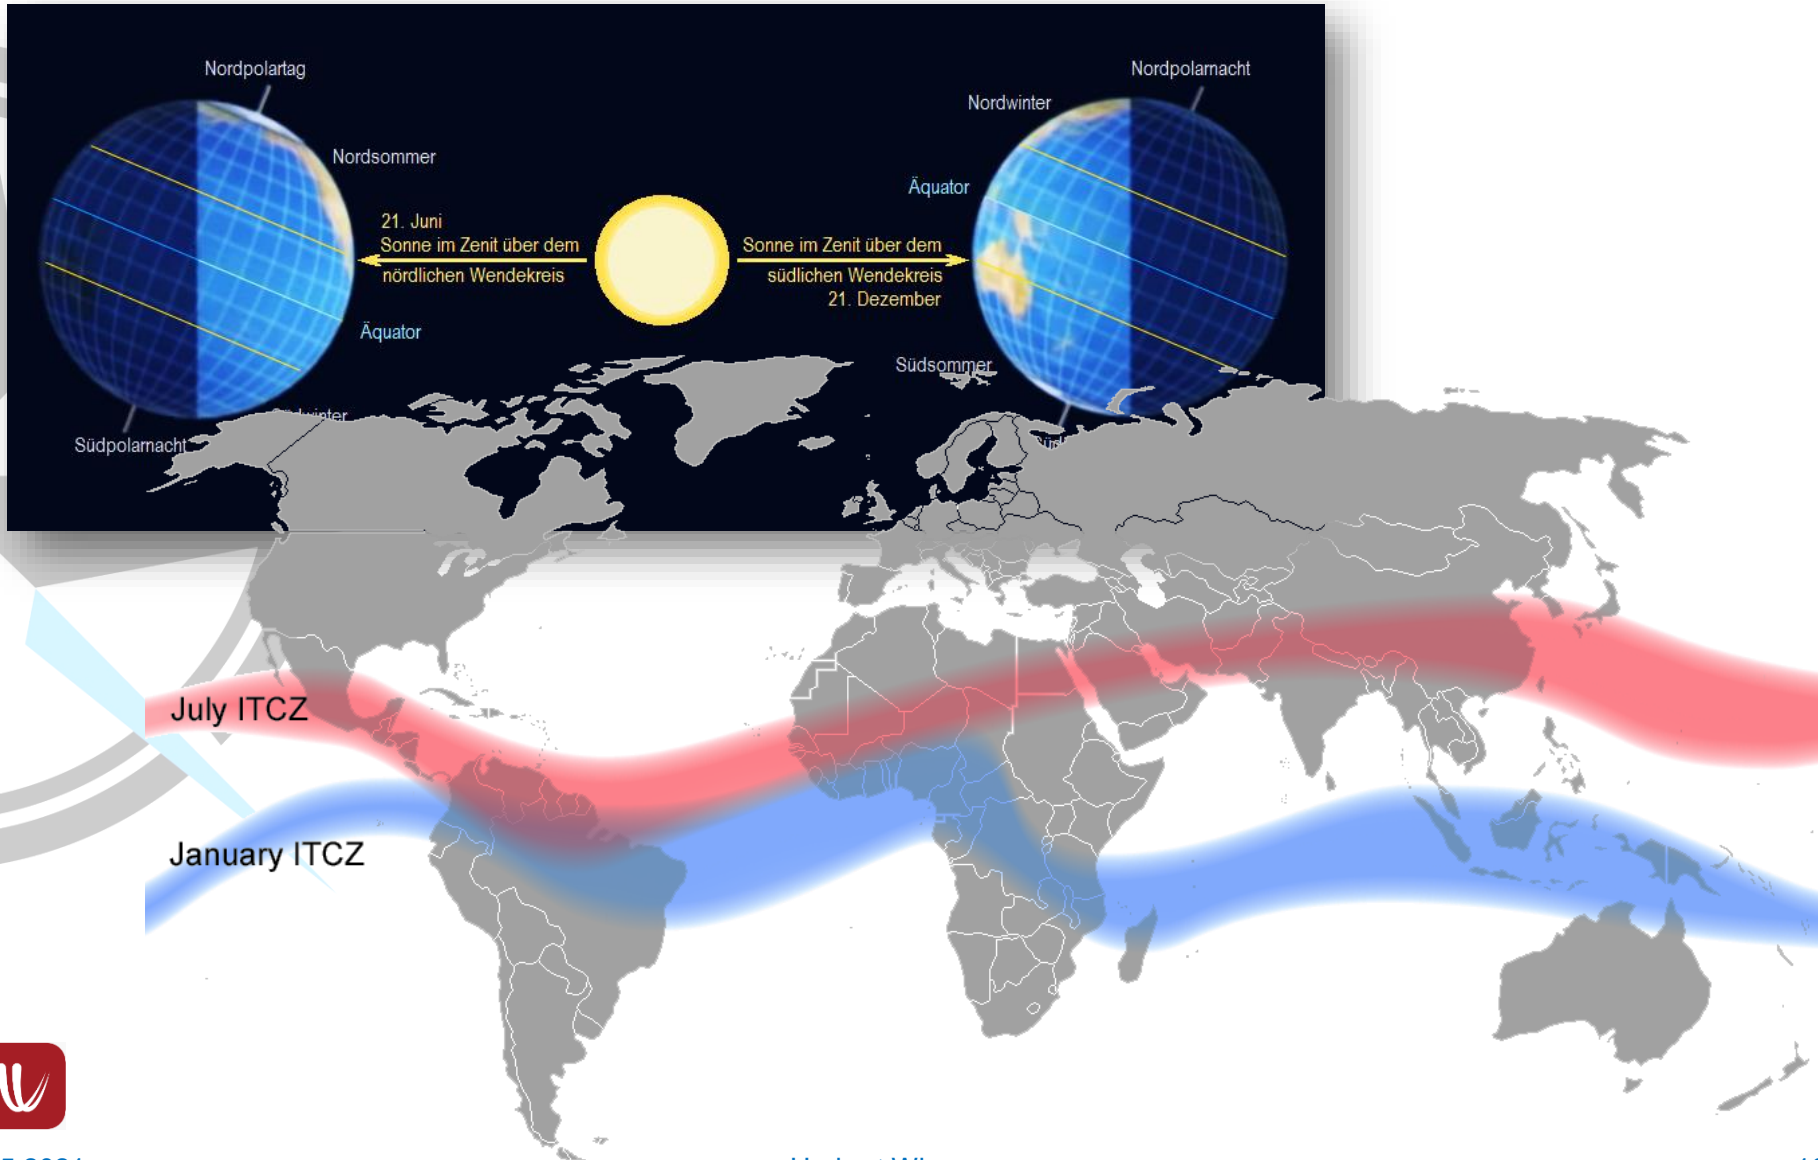 Nordpolartag
Nordpolarnacht
Nordwinter
Nordsommer
Äquator
21. Juni
Sonne im Zenit über dem
nördlichen Wendekreis
Sonne im Zenit über dem
südlichen Wendekreis
21. Dezember
Äquator
Südsommer
Südpolarnacht
July ITCZ
January ITCZ